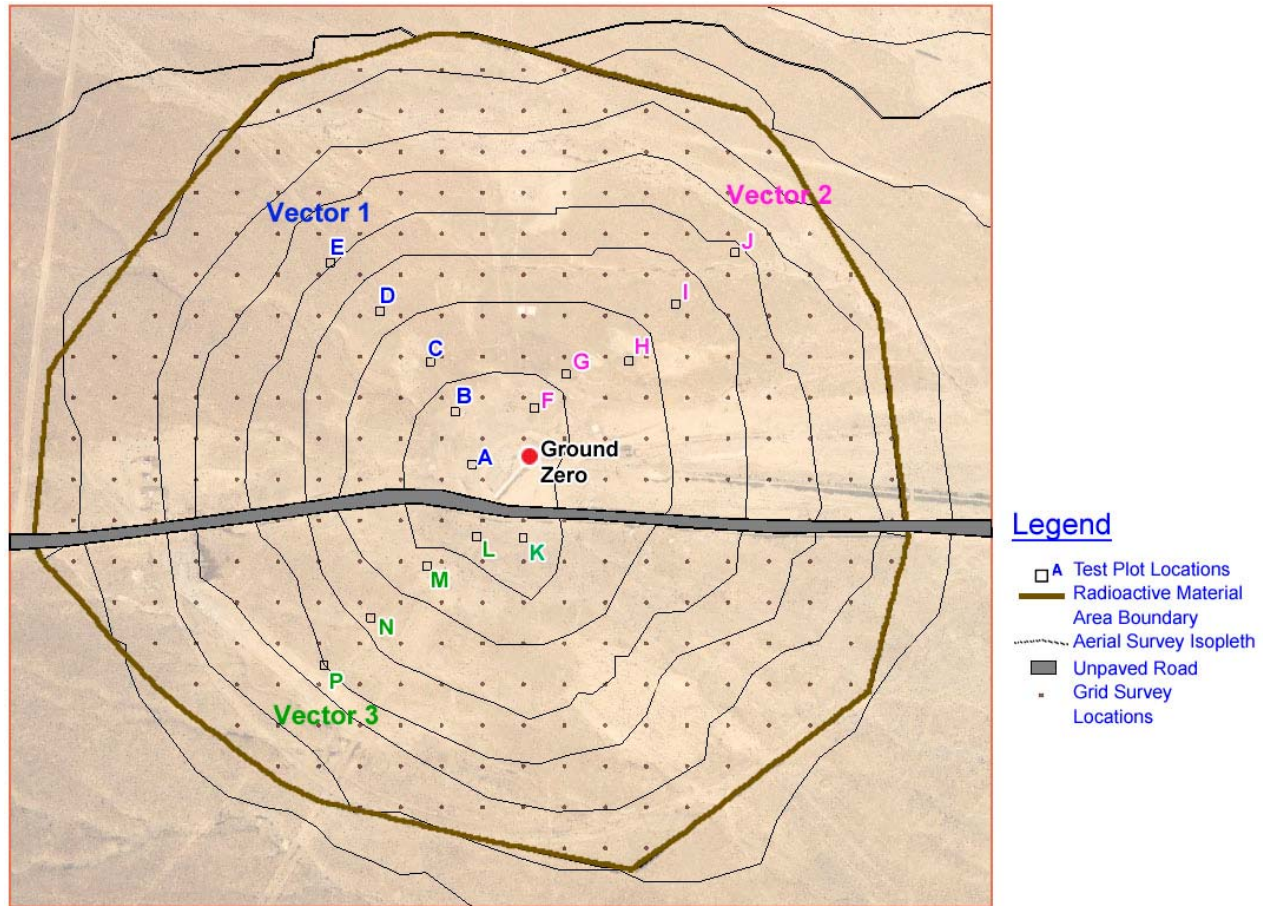 Vector 1
Vector 2
E
J
D
I
C
H
G
B
F
A
Ground
Zero
L
K
M
N
P
Vector 3
Legend
A
Test Plot Locations
Radioactive Material
Area Boundary
Aerial Survey Isopleth
Unpaved Road
Grid Survey
Locations